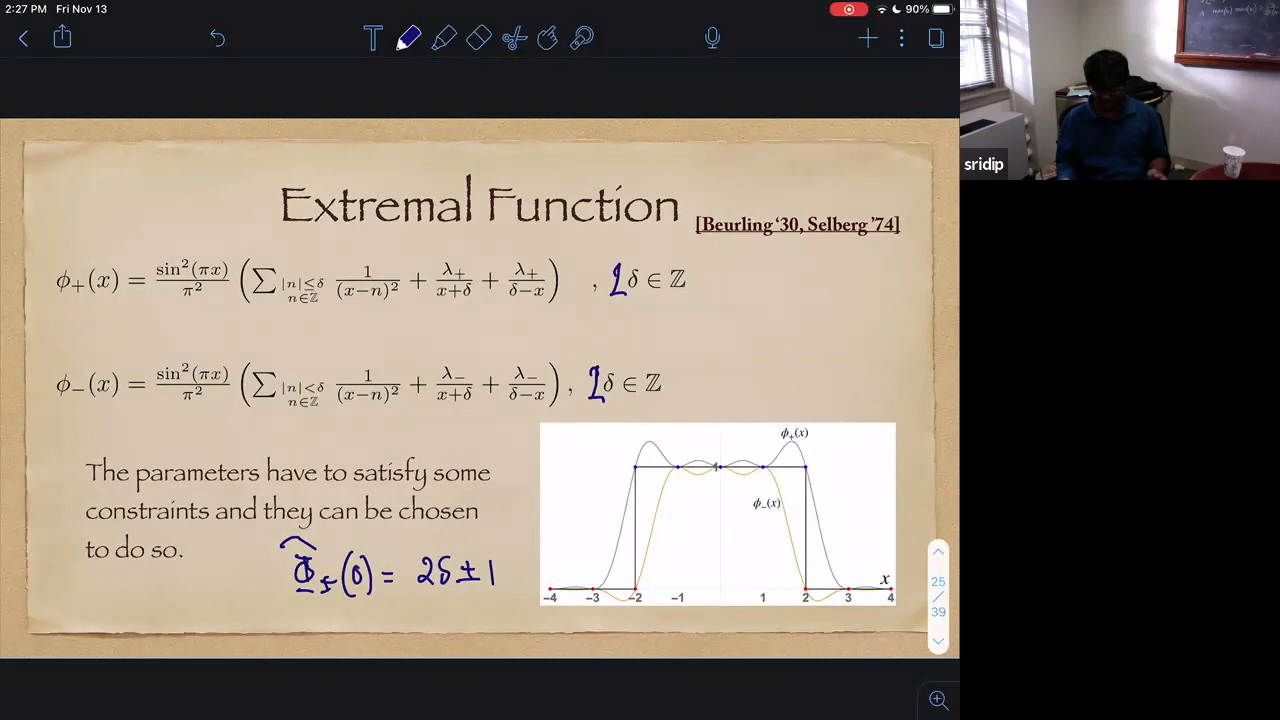 2:27 PM Fri Nov 13
90%
Extremal Function
[Beurling '30, Selberg '74]
ϕ₊(x) = sin²(πx)/π² ( ∑_{|n|≤δ, n∈ℤ} 1/(x−n)² + λ₊/(x+δ) + λ₊/(δ−x) ) , 2δ ∈ ℤ
ϕ₋(x) = sin²(πx)/π² ( ∑_{|n|<δ, n∈ℤ} 1/(x−n)² + λ₋/(x+δ) + λ₋/(δ−x) ) , 2δ ∈ ℤ
The parameters have to satisfy some
constraints and they can be chosen
to do so.
Φ̂±(0) = 2δ ± 1
ϕ₊(x)
ϕ₋(x)
x
−4 −3 −2 −1 1 2 3 4
25
/
39
sridip